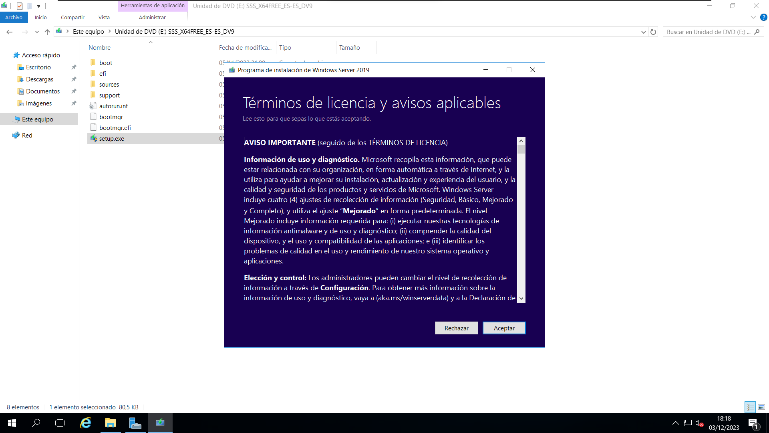 Herramientas de aplicación
Unidad de DVD (E:) SSS_X64FREE_ES-ES_DV9
Archivo Inicio Compartir Vista Administrar
Este equipo > Unidad de DVD (E:) SSS_X64FREE_ES-ES_DV9
Buscar en Unidad de DVD (E:) ...
Nombre Fecha de modifica... Tipo Tamaño
Acceso rápido
Escritorio
Descargas
Documentos
Imágenes
Este equipo
Red
boot
efi
sources
support
autorun.inf
bootmgr
bootmgr.efi
setup.exe
Programa de instalación de Windows Server 2019
Términos de licencia y avisos aplicables
Lee esto para que sepas lo que estás aceptando.
AVISO IMPORTANTE (seguido de los TÉRMINOS DE LICENCIA)
Información de uso y diagnóstico. Microsoft recopila esta información, que puede
estar relacionada con su organización, en forma automática a través de Internet, y la
utiliza para ayudar a mejorar su instalación, actualización y experiencia del usuario, y la
calidad y seguridad de los productos y servicios de Microsoft. Windows Server
incluye cuatro (4) ajustes de recolección de información (Seguridad, Básico, Mejorado
y Completo), y utiliza el ajuste "Mejorado" en forma predeterminada. El nivel
Mejorado incluye información requerida para: (i) ejecutar nuestras tecnologías de
información antimalware y de uso y diagnóstico; (ii) comprender la calidad del
dispositivo, y el uso y compatibilidad de las aplicaciones; e (iii) identificar los
problemas de calidad en el uso y rendimiento de nuestro sistema operativo y
aplicaciones.
Elección y control: Los administradores pueden cambiar el nivel de recolección de
información a través de Configuración. Para obtener más información sobre la
información de uso y diagnóstico, vaya a (aka.ms/winserverdata) y a la Declaración de
Rechazar Aceptar
8 elementos 1 elemento seleccionado 80.5 KB
18:18
03/12/2023
1